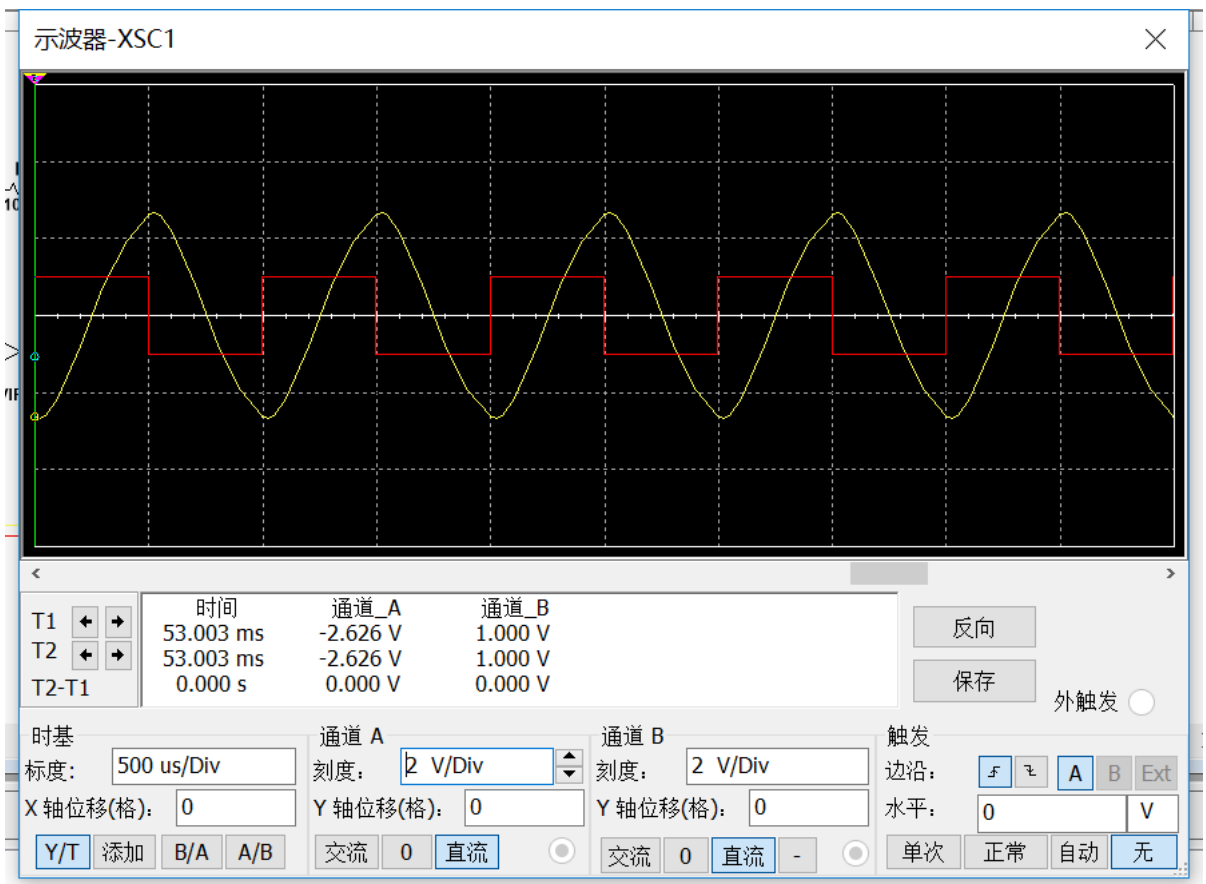 示波器-XSC1
10
VIF
T1
T2
T2-T1
时间 通道_A 通道_B
53.003 ms -2.626 V 1.000 V
53.003 ms -2.626 V 1.000 V
0.000 s 0.000 V 0.000 V
反向
保存
外触发
时基
标度: 500 us/Div
X 轴位移(格): 0
Y/T 添加 B/A A/B
通道 A
刻度: 2 V/Div
Y 轴位移(格): 0
交流 0 直流
通道 B
刻度: 2 V/Div
Y 轴位移(格): 0
交流 0 直流 -
触发
边沿: A B Ext
水平: 0 V
单次 正常 自动 无